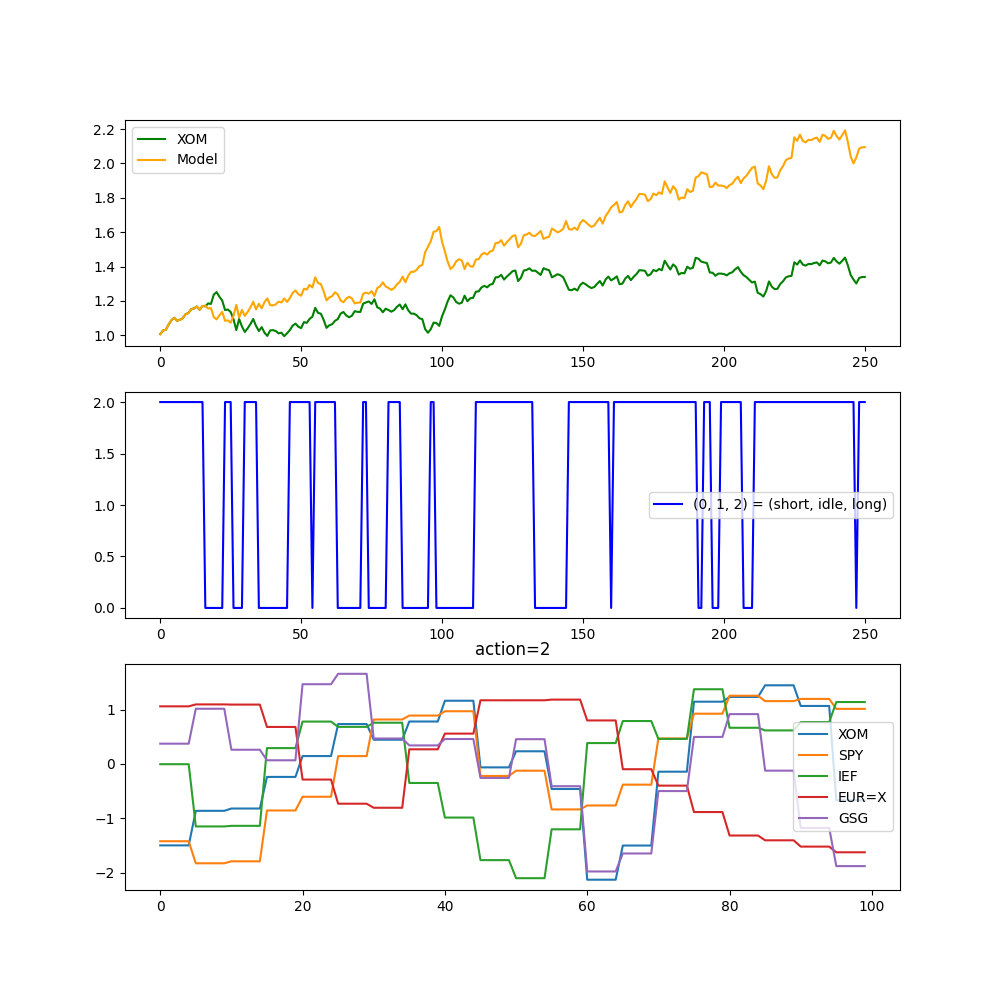 XOM
Model
2.2
2.0
1.8
1.6
1.4
1.2
1.0
0 50 100 150 200 250
2.0
1.5
1.0
0.5
0.0
(0, 1, 2) = (short, idle, long)
0 50 100 150 200 250
action=2
1
0
−1
−2
XOM
SPY
IEF
EUR=X
GSG
0 20 40 60 80 100